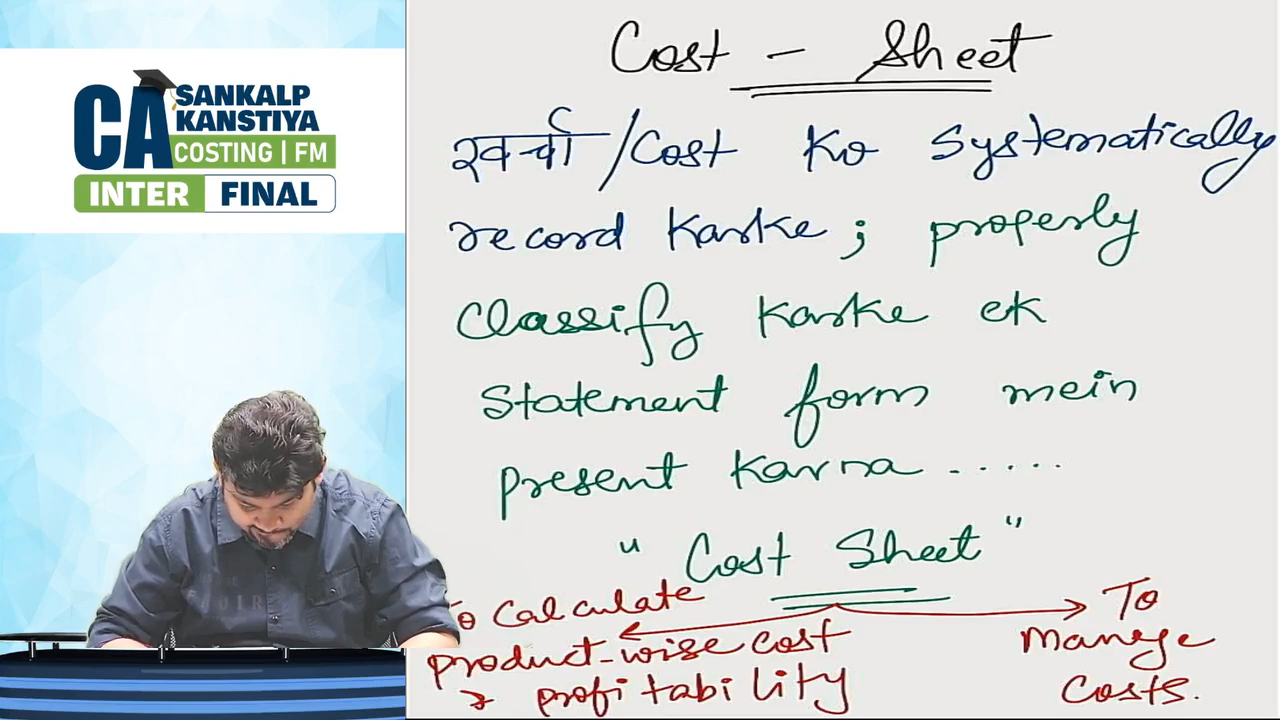 CA SANKALP
KANSTIYA
COSTING | FM
INTER FINAL
Cost - Sheet
खर्चा /Cost Ko Systematically
record Karke; properly
Classify Karke ek
Statement form mein
present Karna ......
" Cost Sheet "
To Calculate
product-wise cost
& profitability
To
Manage
Costs.